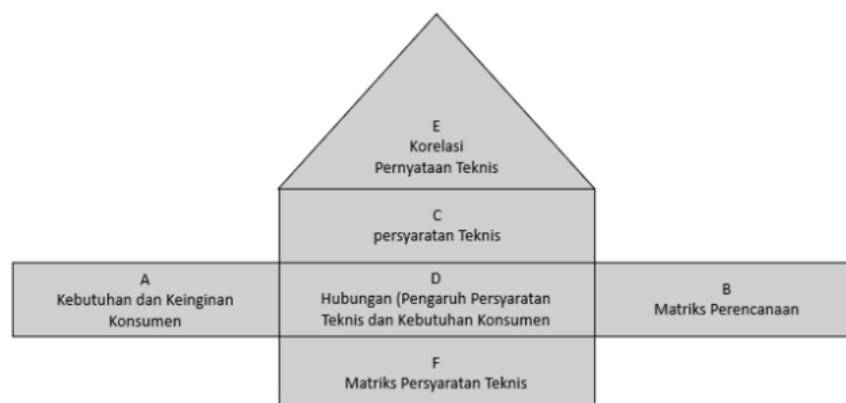 E
Korelasi
Pernyataan Teknis
C
persyaratan Teknis
A
Kebutuhan dan Keinginan
Konsumen
D
Hubungan (Pengaruh Persyaratan
Teknis dan Kebutuhan Konsumen
B
Matriks Perencanaan
F
Matriks Persyaratan Teknis